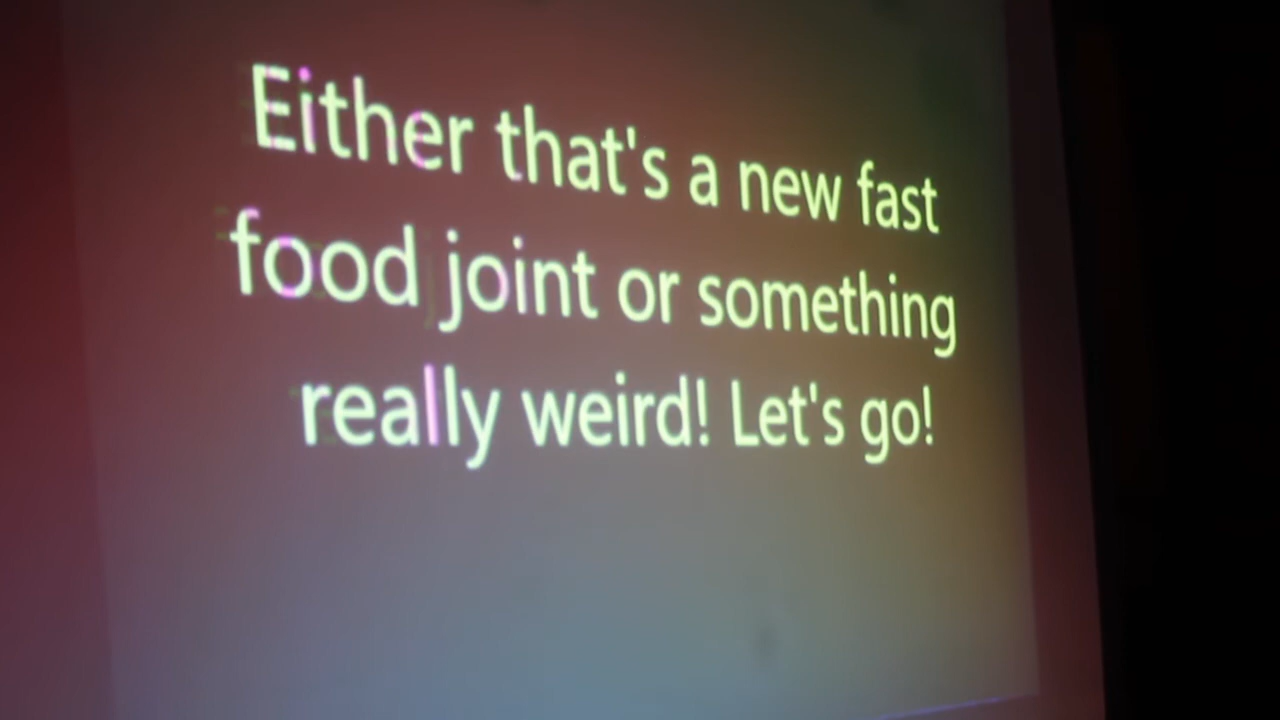 Either that's a new fast
food joint or something
really weird! Let's go!